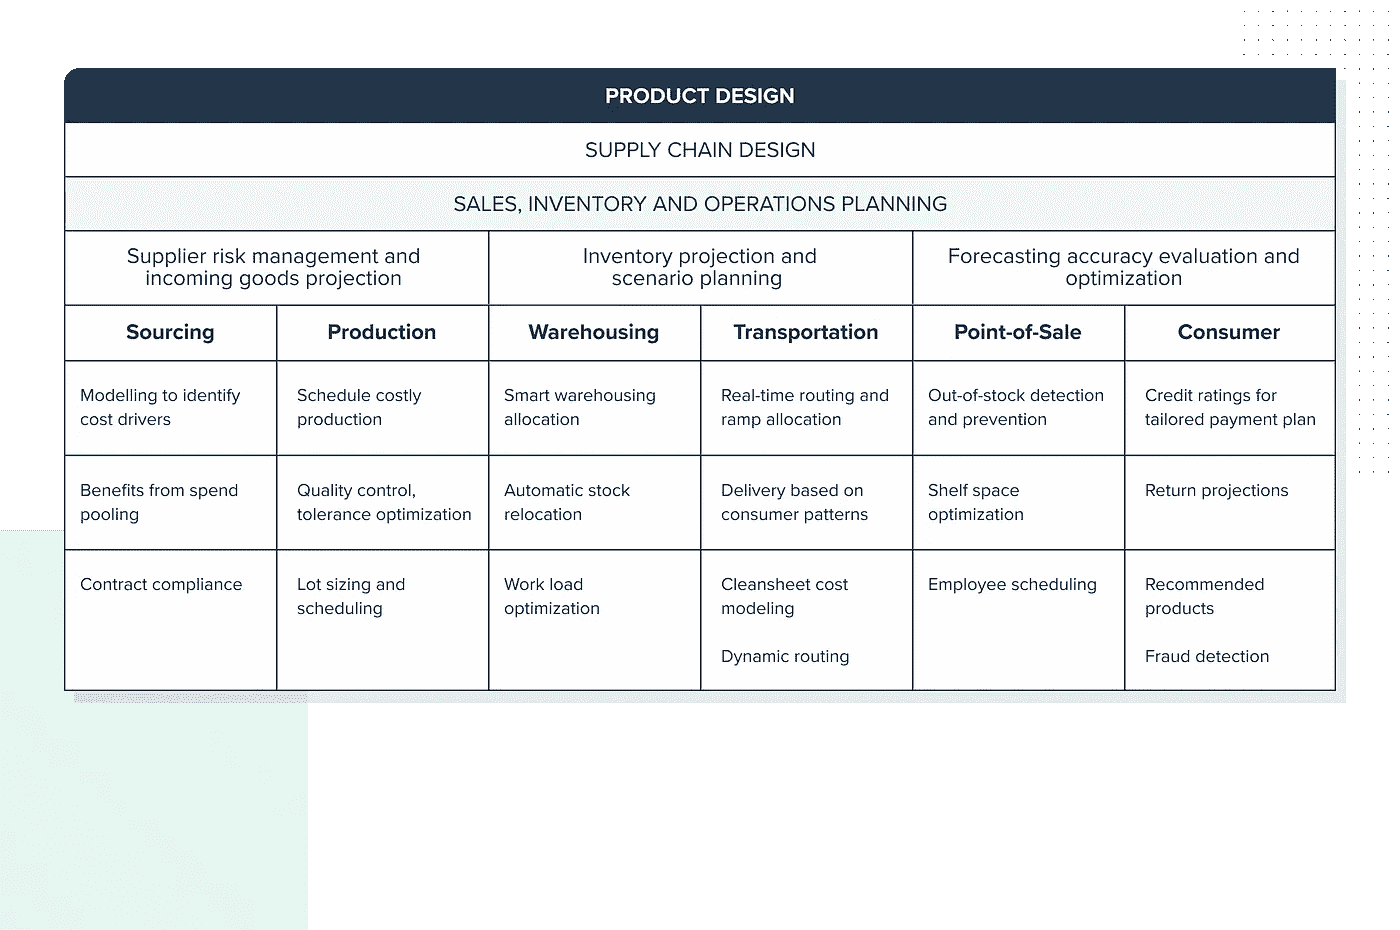 PRODUCT DESIGN
SUPPLY CHAIN DESIGN
SALES, INVENTORY AND OPERATIONS PLANNING
Supplier risk management and
incoming goods projection
Inventory projection and
scenario planning
Forecasting accuracy evaluation and
optimization
Sourcing
Production
Warehousing
Transportation
Point-of-Sale
Consumer
Modelling to identify
cost drivers
Schedule costly
production
Smart warehousing
allocation
Real-time routing and
ramp allocation
Out-of-stock detection
and prevention
Credit ratings for
tailored payment plan
Benefits from spend
pooling
Quality control,
tolerance optimization
Automatic stock
relocation
Delivery based on
consumer patterns
Shelf space
optimization
Return projections
Contract compliance
Lot sizing and
scheduling
Work load
optimization
Cleansheet cost
modeling
Dynamic routing
Employee scheduling
Recommended
products
Fraud detection